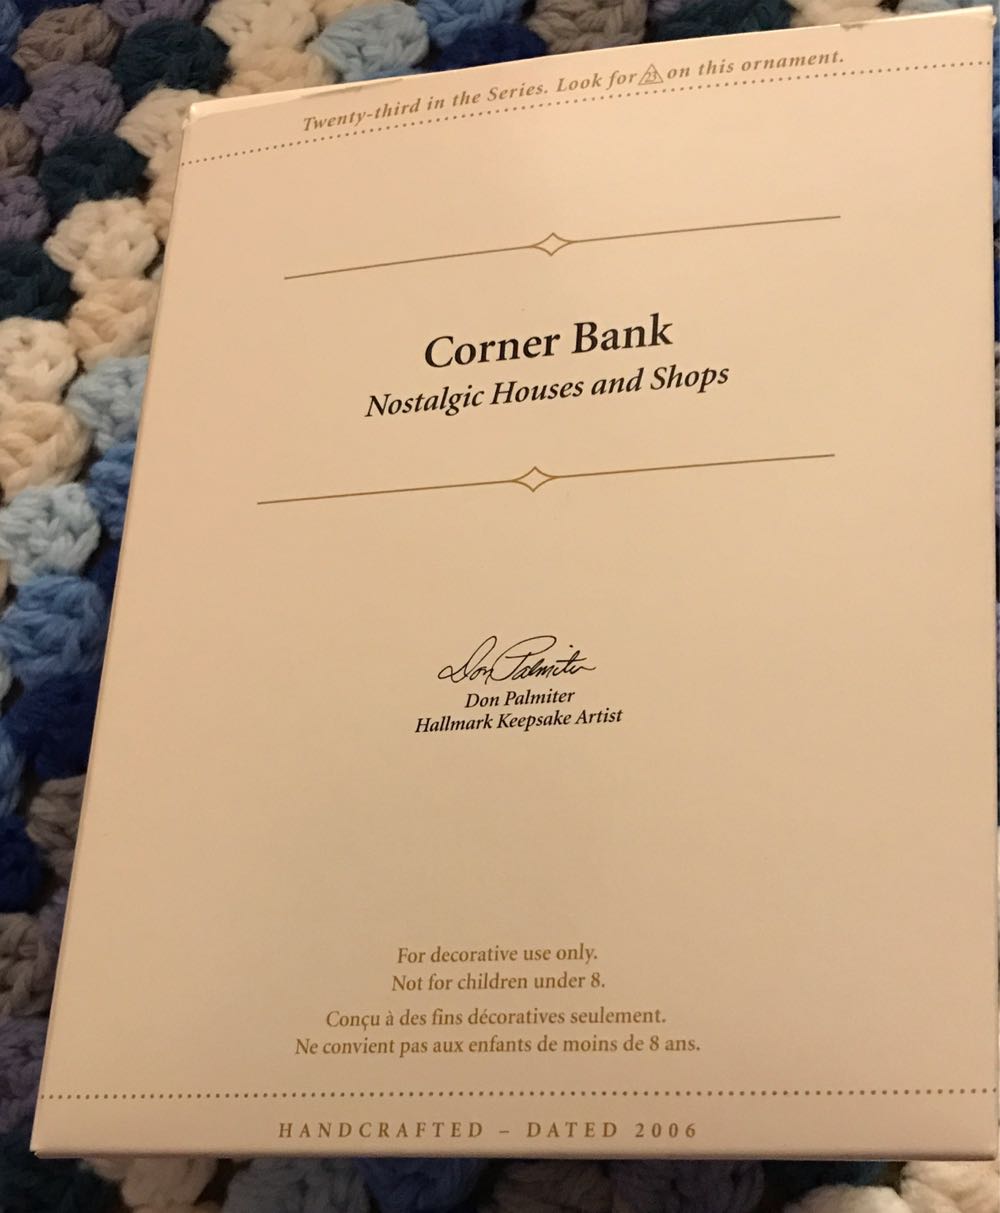 Twenty-third in the Series. Look for 23 on this ornament.
Corner Bank
Nostalgic Houses and Shops
Don Palmiter
Don Palmiter
Hallmark Keepsake Artist
For decorative use only.
Not for children under 8.
Conçu à des fins décoratives seulement.
Ne convient pas aux enfants de moins de 8 ans.
HANDCRAFTED – DATED 2006